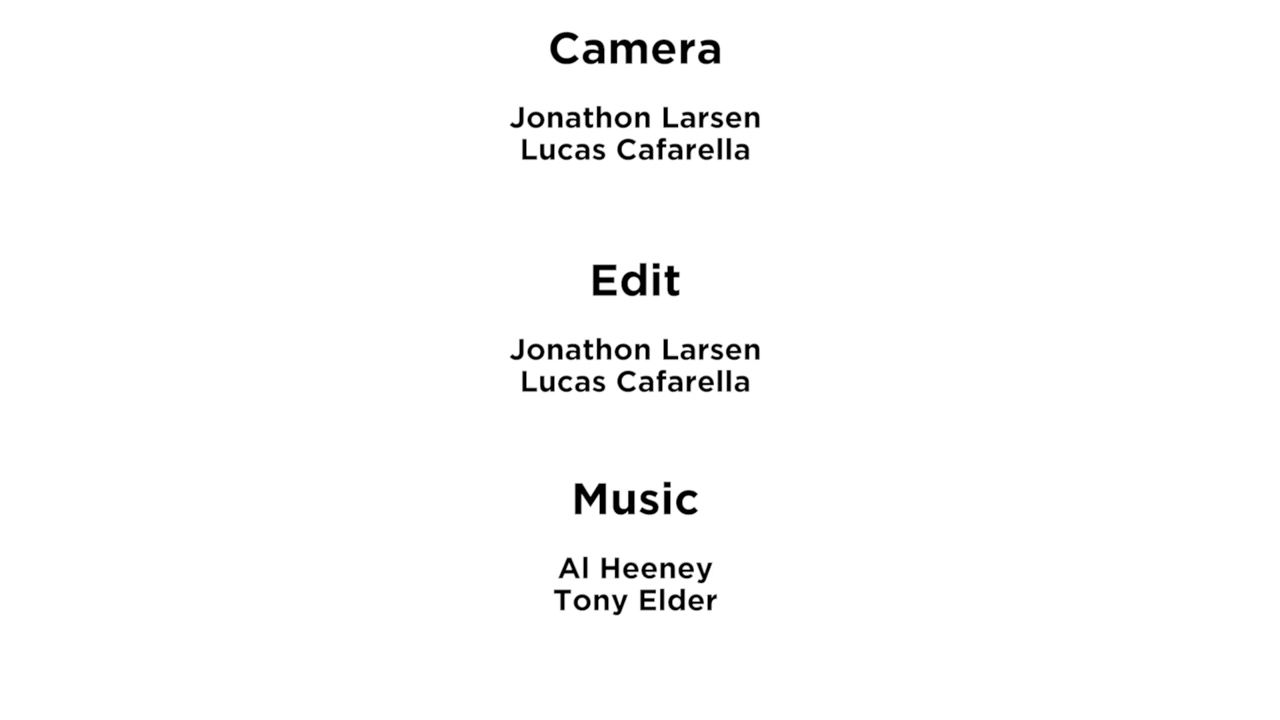 Camera
Jonathon Larsen
Lucas Cafarella
Edit
Jonathon Larsen
Lucas Cafarella
Music
Al Heeney
Tony Elder